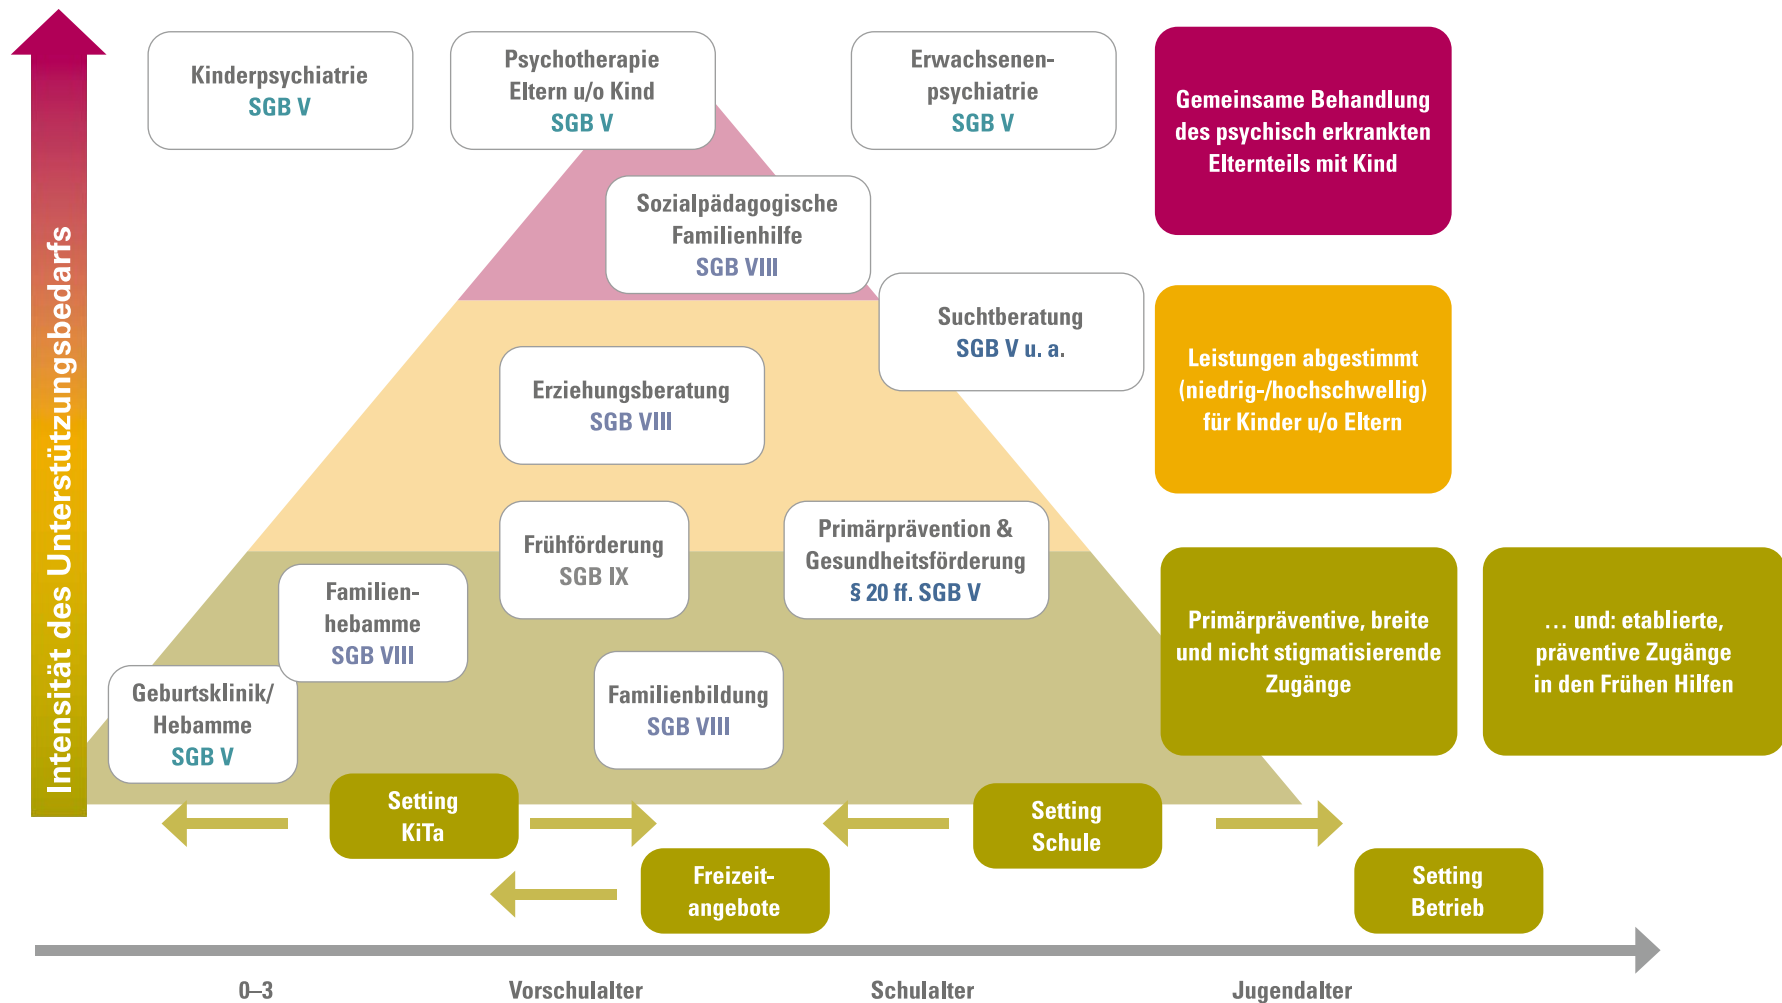 Intensität des Unterstützungsbedarfs
Kinderpsychiatrie
SGB V
Psychotherapie
Eltern u/o Kind
SGB V
Erwachsenen-
psychiatrie
SGB V
Gemeinsame Behandlung
des psychisch erkrankten
Elternteils mit Kind
Sozialpädagogische
Familienhilfe
SGB VIII
Suchtberatung
SGB V u. a.
Leistungen abgestimmt
(niedrig-/hochschwellig)
für Kinder u/o Eltern
Erziehungsberatung
SGB VIII
Frühförderung
SGB IX
Primärprävention &
Gesundheitsförderung
§ 20 ff. SGB V
Familien-
hebamme
SGB VIII
Primärpräventive, breite
und nicht stigmatisierende
Zugänge
… und: etablierte,
präventive Zugänge
in den Frühen Hilfen
Geburtsklinik/
Hebamme
SGB V
Familienbildung
SGB VIII
Setting
KiTa
Setting
Schule
Freizeit-
angebote
Setting
Betrieb
0–3
Vorschulalter
Schulalter
Jugendalter